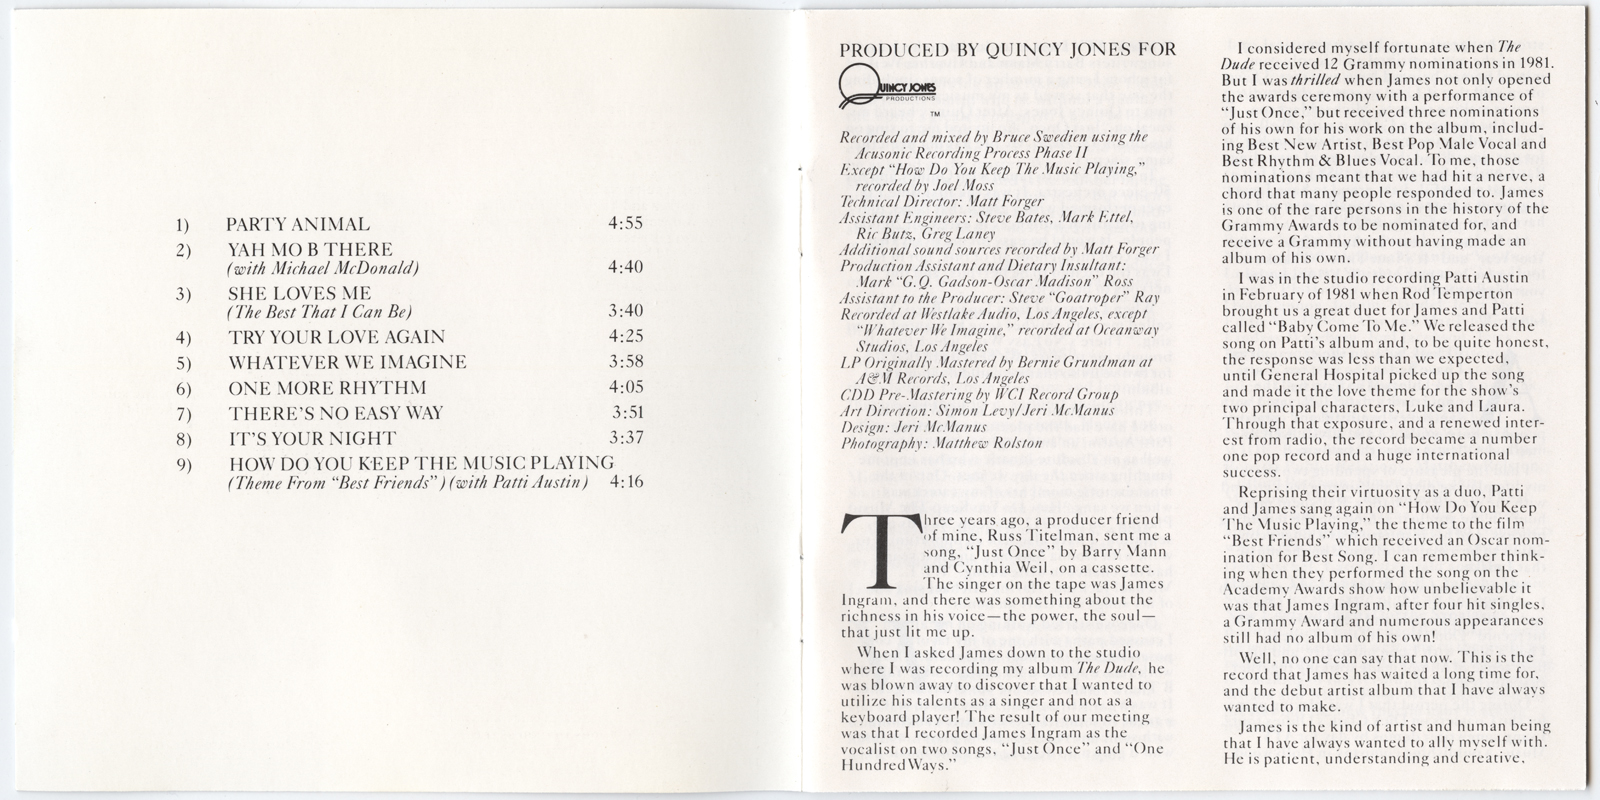 1) PARTY ANIMAL 4:55
2) YAH MO B THERE
(with Michael McDonald) 4:40
3) SHE LOVES ME
(The Best That I Can Be) 3:40
4) TRY YOUR LOVE AGAIN 4:25
5) WHATEVER WE IMAGINE 3:58
6) ONE MORE RHYTHM 4:05
7) THERE'S NO EASY WAY 3:51
8) IT'S YOUR NIGHT 3:37
9) HOW DO YOU KEEP THE MUSIC PLAYING
(Theme From "Best Friends") (with Patti Austin) 4:16
PRODUCED BY QUINCY JONES FOR
QUINCY JONES
PRODUCTIONS
TM
Recorded and mixed by Bruce Swedien using the
Acusonic Recording Process Phase II
Except "How Do You Keep The Music Playing,"
recorded by Joel Moss
Technical Director: Matt Forger
Assistant Engineers: Steve Bates, Mark Ettel,
Ric Butz, Greg Laney
Additional sound sources recorded by Matt Forger
Production Assistant and Dietary Insultant:
Mark "G.Q. Gadson-Oscar Madison" Ross
Assistant to the Producer: Steve "Goatroper" Ray
Recorded at Westlake Audio, Los Angeles, except
"Whatever We Imagine," recorded at Oceanway
Studios, Los Angeles
LP Originally Mastered by Bernie Grundman at
A&M Records, Los Angeles
CDD Pre-Mastering by WCI Record Group
Art Direction: Simon Levy/Jeri McManus
Design: Jeri McManus
Photography: Matthew Rolston
Three years ago, a producer friend
of mine, Russ Titelman, sent me a
song, "Just Once" by Barry Mann
and Cynthia Weil, on a cassette.
The singer on the tape was James
Ingram, and there was something about the
richness in his voice—the power, the soul—
that just lit me up.
When I asked James down to the studio
where I was recording my album The Dude, he
was blown away to discover that I wanted to
utilize his talents as a singer and not as a
keyboard player! The result of our meeting
was that I recorded James Ingram as the
vocalist on two songs, "Just Once" and "One
Hundred Ways."
I considered myself fortunate when The
Dude received 12 Grammy nominations in 1981.
But I was thrilled when James not only opened
the awards ceremony with a performance of
"Just Once," but received three nominations
of his own for his work on the album, includ-
ing Best New Artist, Best Pop Male Vocal and
Best Rhythm & Blues Vocal. To me, those
nominations meant that we had hit a nerve, a
chord that many people responded to. James
is one of the rare persons in the history of the
Grammy Awards to be nominated for, and
receive a Grammy without having made an
album of his own.
I was in the studio recording Patti Austin
in February of 1981 when Rod Temperton
brought us a great duet for James and Patti
called "Baby Come To Me." We released the
song on Patti's album and, to be quite honest,
the response was less than we expected,
until General Hospital picked up the song
and made it the love theme for the show's
two principal characters, Luke and Laura.
Through that exposure, and a renewed inter-
est from radio, the record became a number
one pop record and a huge international
success.
Reprising their virtuosity as a duo, Patti
and James sang again on "How Do You Keep
The Music Playing," the theme to the film
"Best Friends" which received an Oscar nom-
ination for Best Song. I can remember think-
ing when they performed the song on the
Academy Awards show how unbelievable it
was that James Ingram, after four hit singles,
a Grammy Award and numerous appearances
still had no album of his own!
Well, no one can say that now. This is the
record that James has waited a long time for,
and the debut artist album that I have always
wanted to make.
James is the kind of artist and human being
that I have always wanted to ally myself with.
He is patient, understanding and creative,